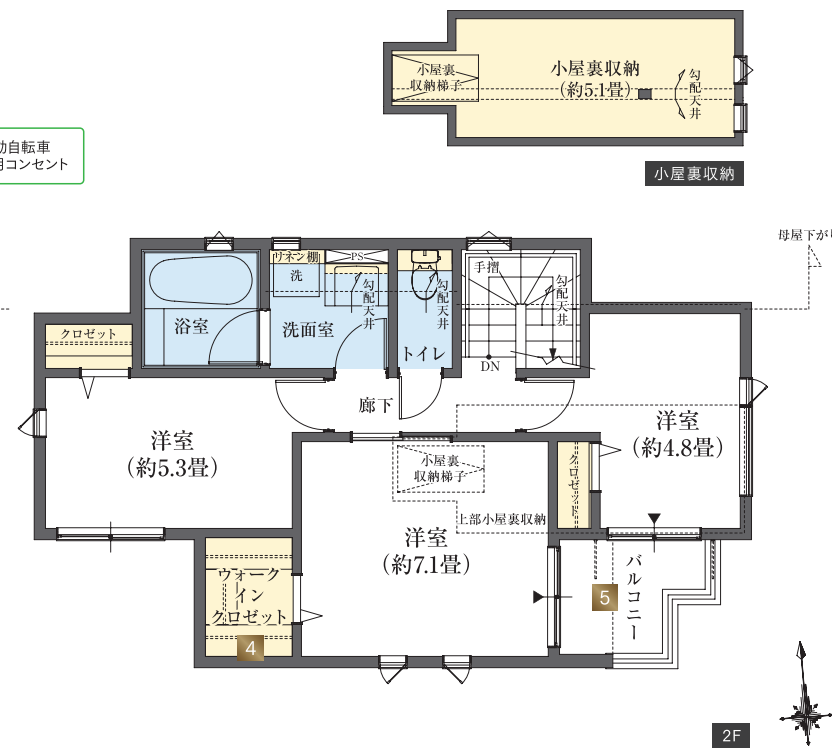 小屋裏
収納梯子
小屋裏収納
(約5.1畳)
勾配天井
小屋裏収納
動自転車
用コンセント
母屋下がり
リネン棚
洗
PS
勾配天井
浴室
洗面室
勾配天井
トイレ
手摺
勾配天井
DN
クロゼット
廊下
洋室
(約5.3畳)
洋室
(約4.8畳)
クロゼット
小屋裏
収納梯子
上部小屋裏収納
洋室
(約7.1畳)
ウォーク
イン
クロゼット
4
バルコニー
5
2F